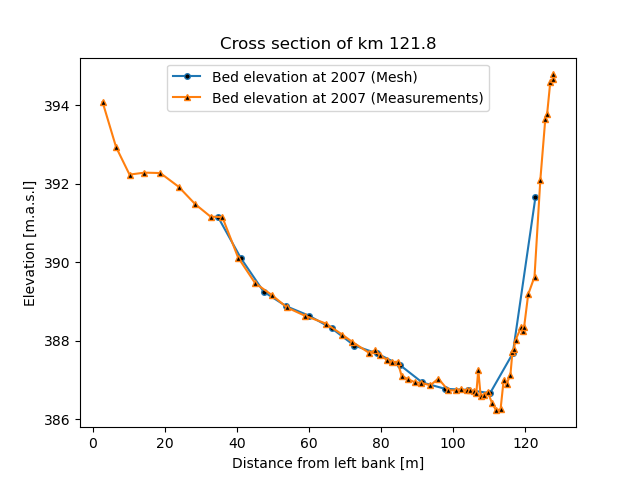 Cross section of km 121.8
Bed elevation at 2007 (Mesh)
Bed elevation at 2007 (Measurements)
Elevation [m.a.s.l]
394
392
390
388
386
0 20 40 60 80 100 120
Distance from left bank [m]